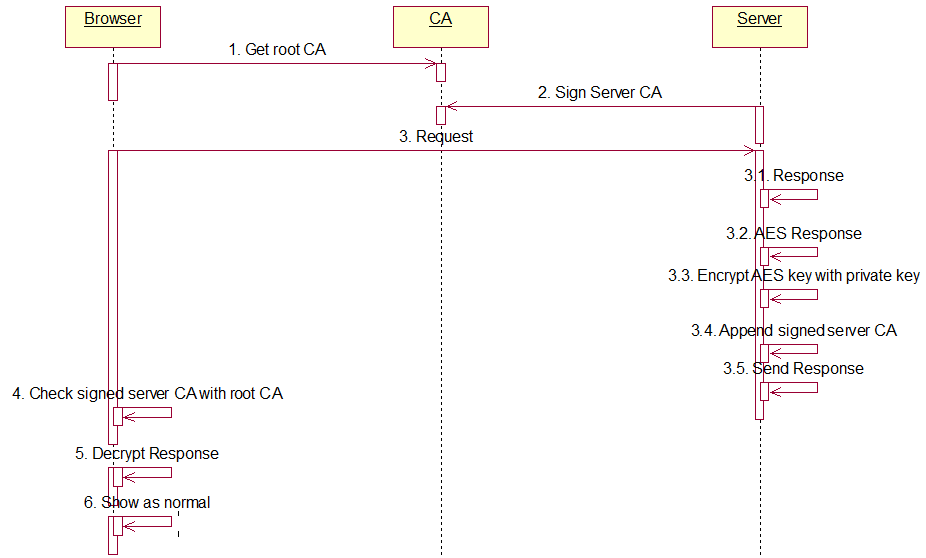 Browser
CA
Server
1. Get root CA
2. Sign Server CA
3. Request
3.1. Response
3.2. AES Response
3.3. Encrypt AES key with private key
3.4. Append signed server CA
3.5. Send Response
4. Check signed server CA with root CA
5. Decrypt Response
6. Show as normal